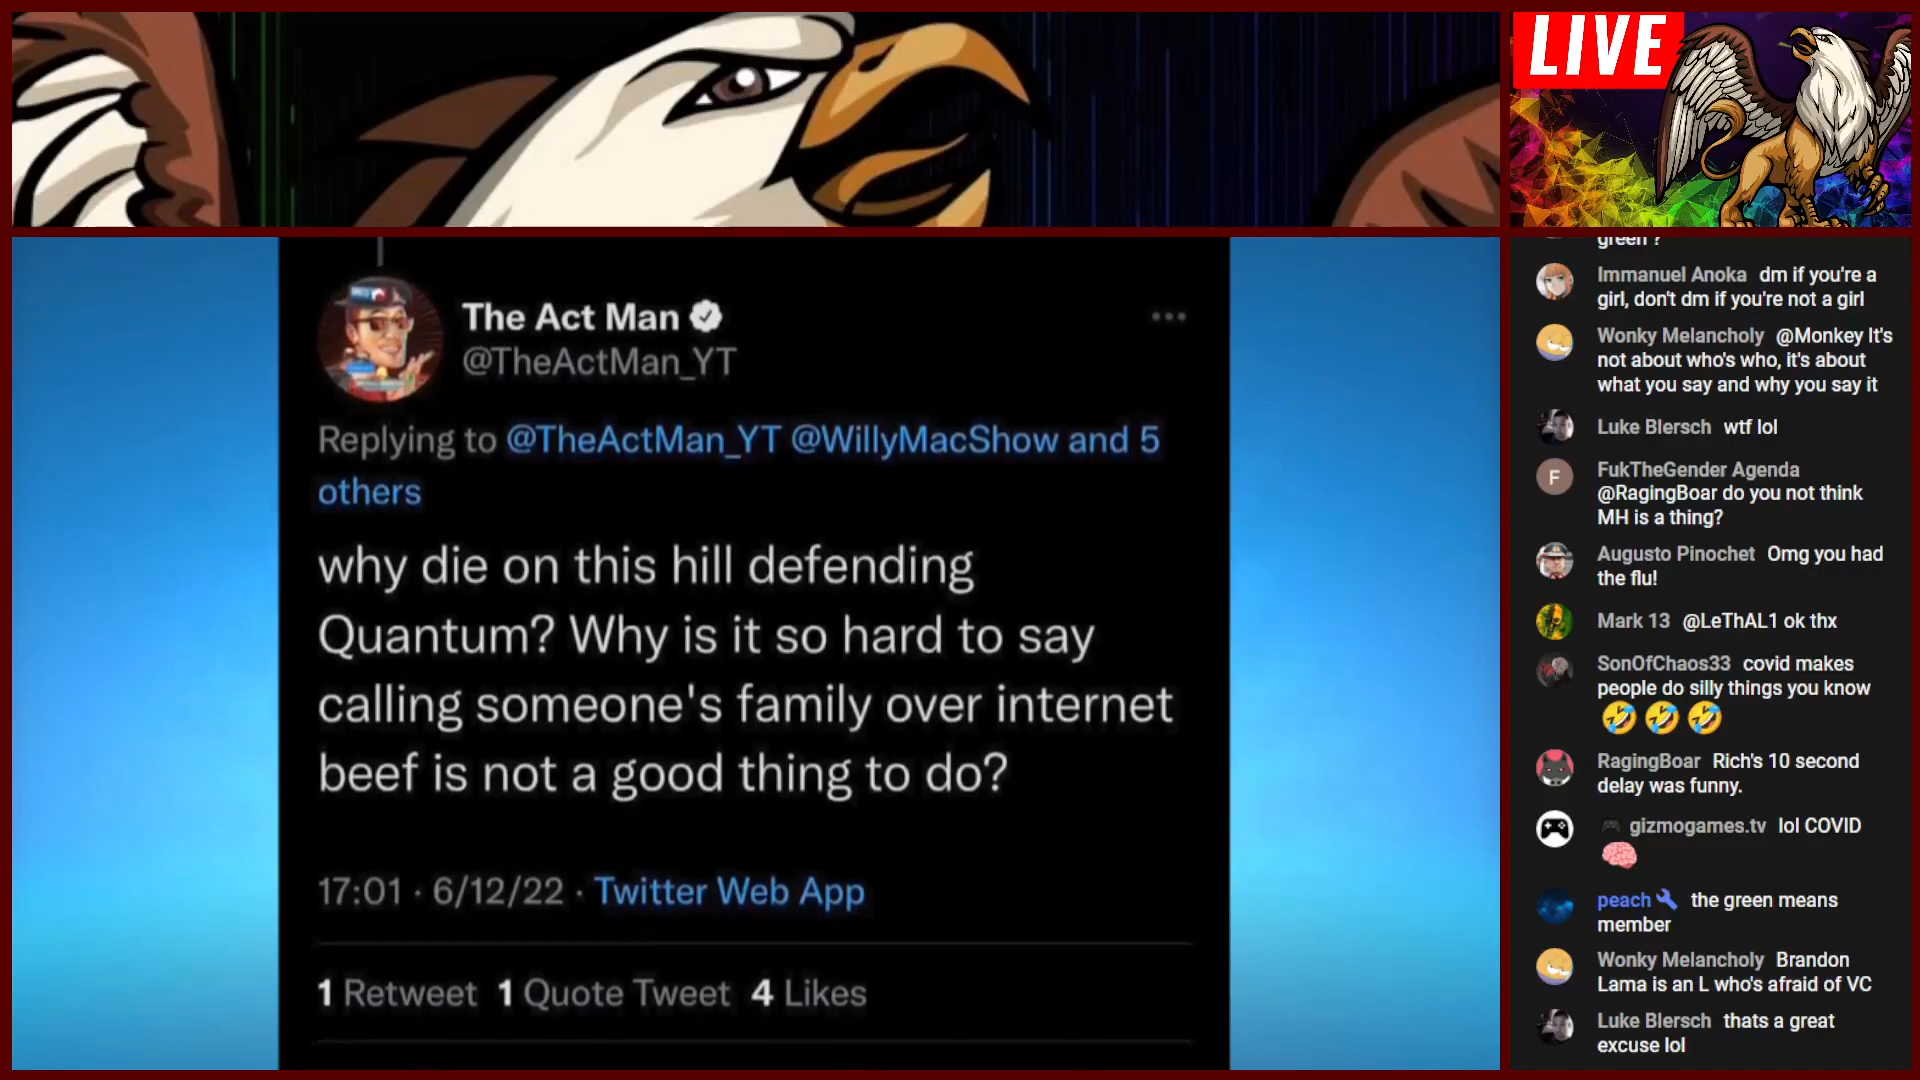 LIVE
The Act Man
@TheActMan_YT
Replying to @TheActMan_YT @WillyMacShow and 5
others
why die on this hill defending
Quantum? Why is it so hard to say
calling someone's family over internet
beef is not a good thing to do?
17:01 · 6/12/22 · Twitter Web App
1 Retweet 1 Quote Tweet 4 Likes
green ?
Immanuel Anoka dm if you're a
girl, don't dm if you're not a girl
Wonky Melancholy @Monkey It's
not about who's who, it's about
what you say and why you say it
Luke Blersch wtf lol
F
FukTheGender Agenda
@RagingBoar do you not think
MH is a thing?
Augusto Pinochet Omg you had
the flu!
Mark 13 @LeThAL1 ok thx
SonOfChaos33 covid makes
people do silly things you know
🤣🤣🤣
RagingBoar Rich's 10 second
delay was funny.
🎮 gizmogames.tv lol COVID
🧠
peach the green means
member
Wonky Melancholy Brandon
Lama is an L who's afraid of VC
Luke Blersch thats a great
excuse lol